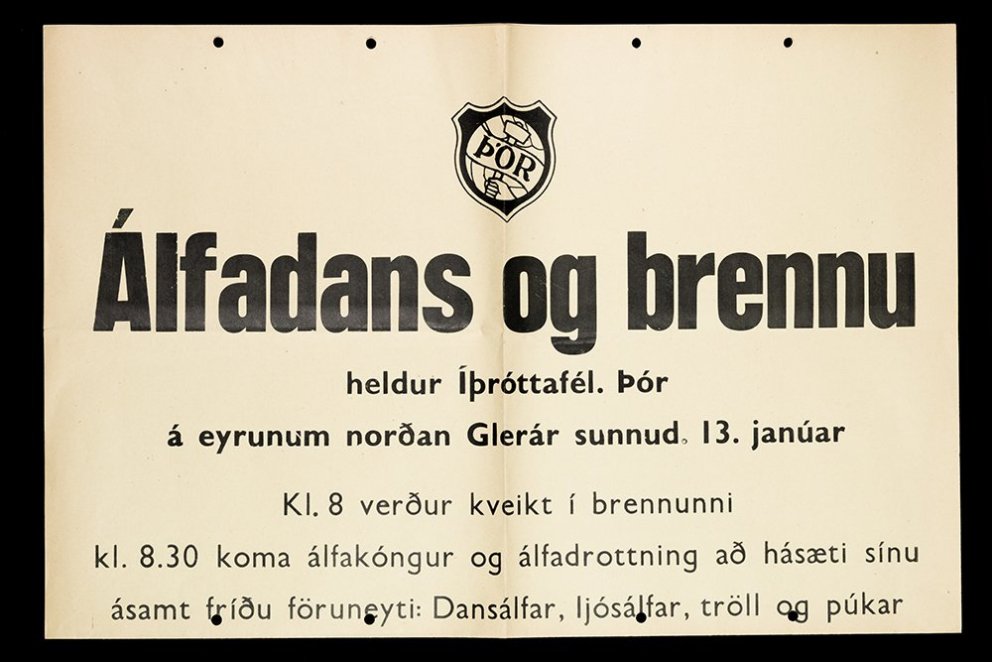 ÞÓR
Álfadans og brennu
heldur Íþróttafél. Þór
á eyrunum norðan Glerár sunnud. 13. janúar
Kl. 8 verður kveikt í brennunni
kl. 8.30 koma álfakóngur og álfadrottning að hásæti sínu
ásamt fríðu föruneyti: Dansálfar, ljósálfar, tröll og púkar